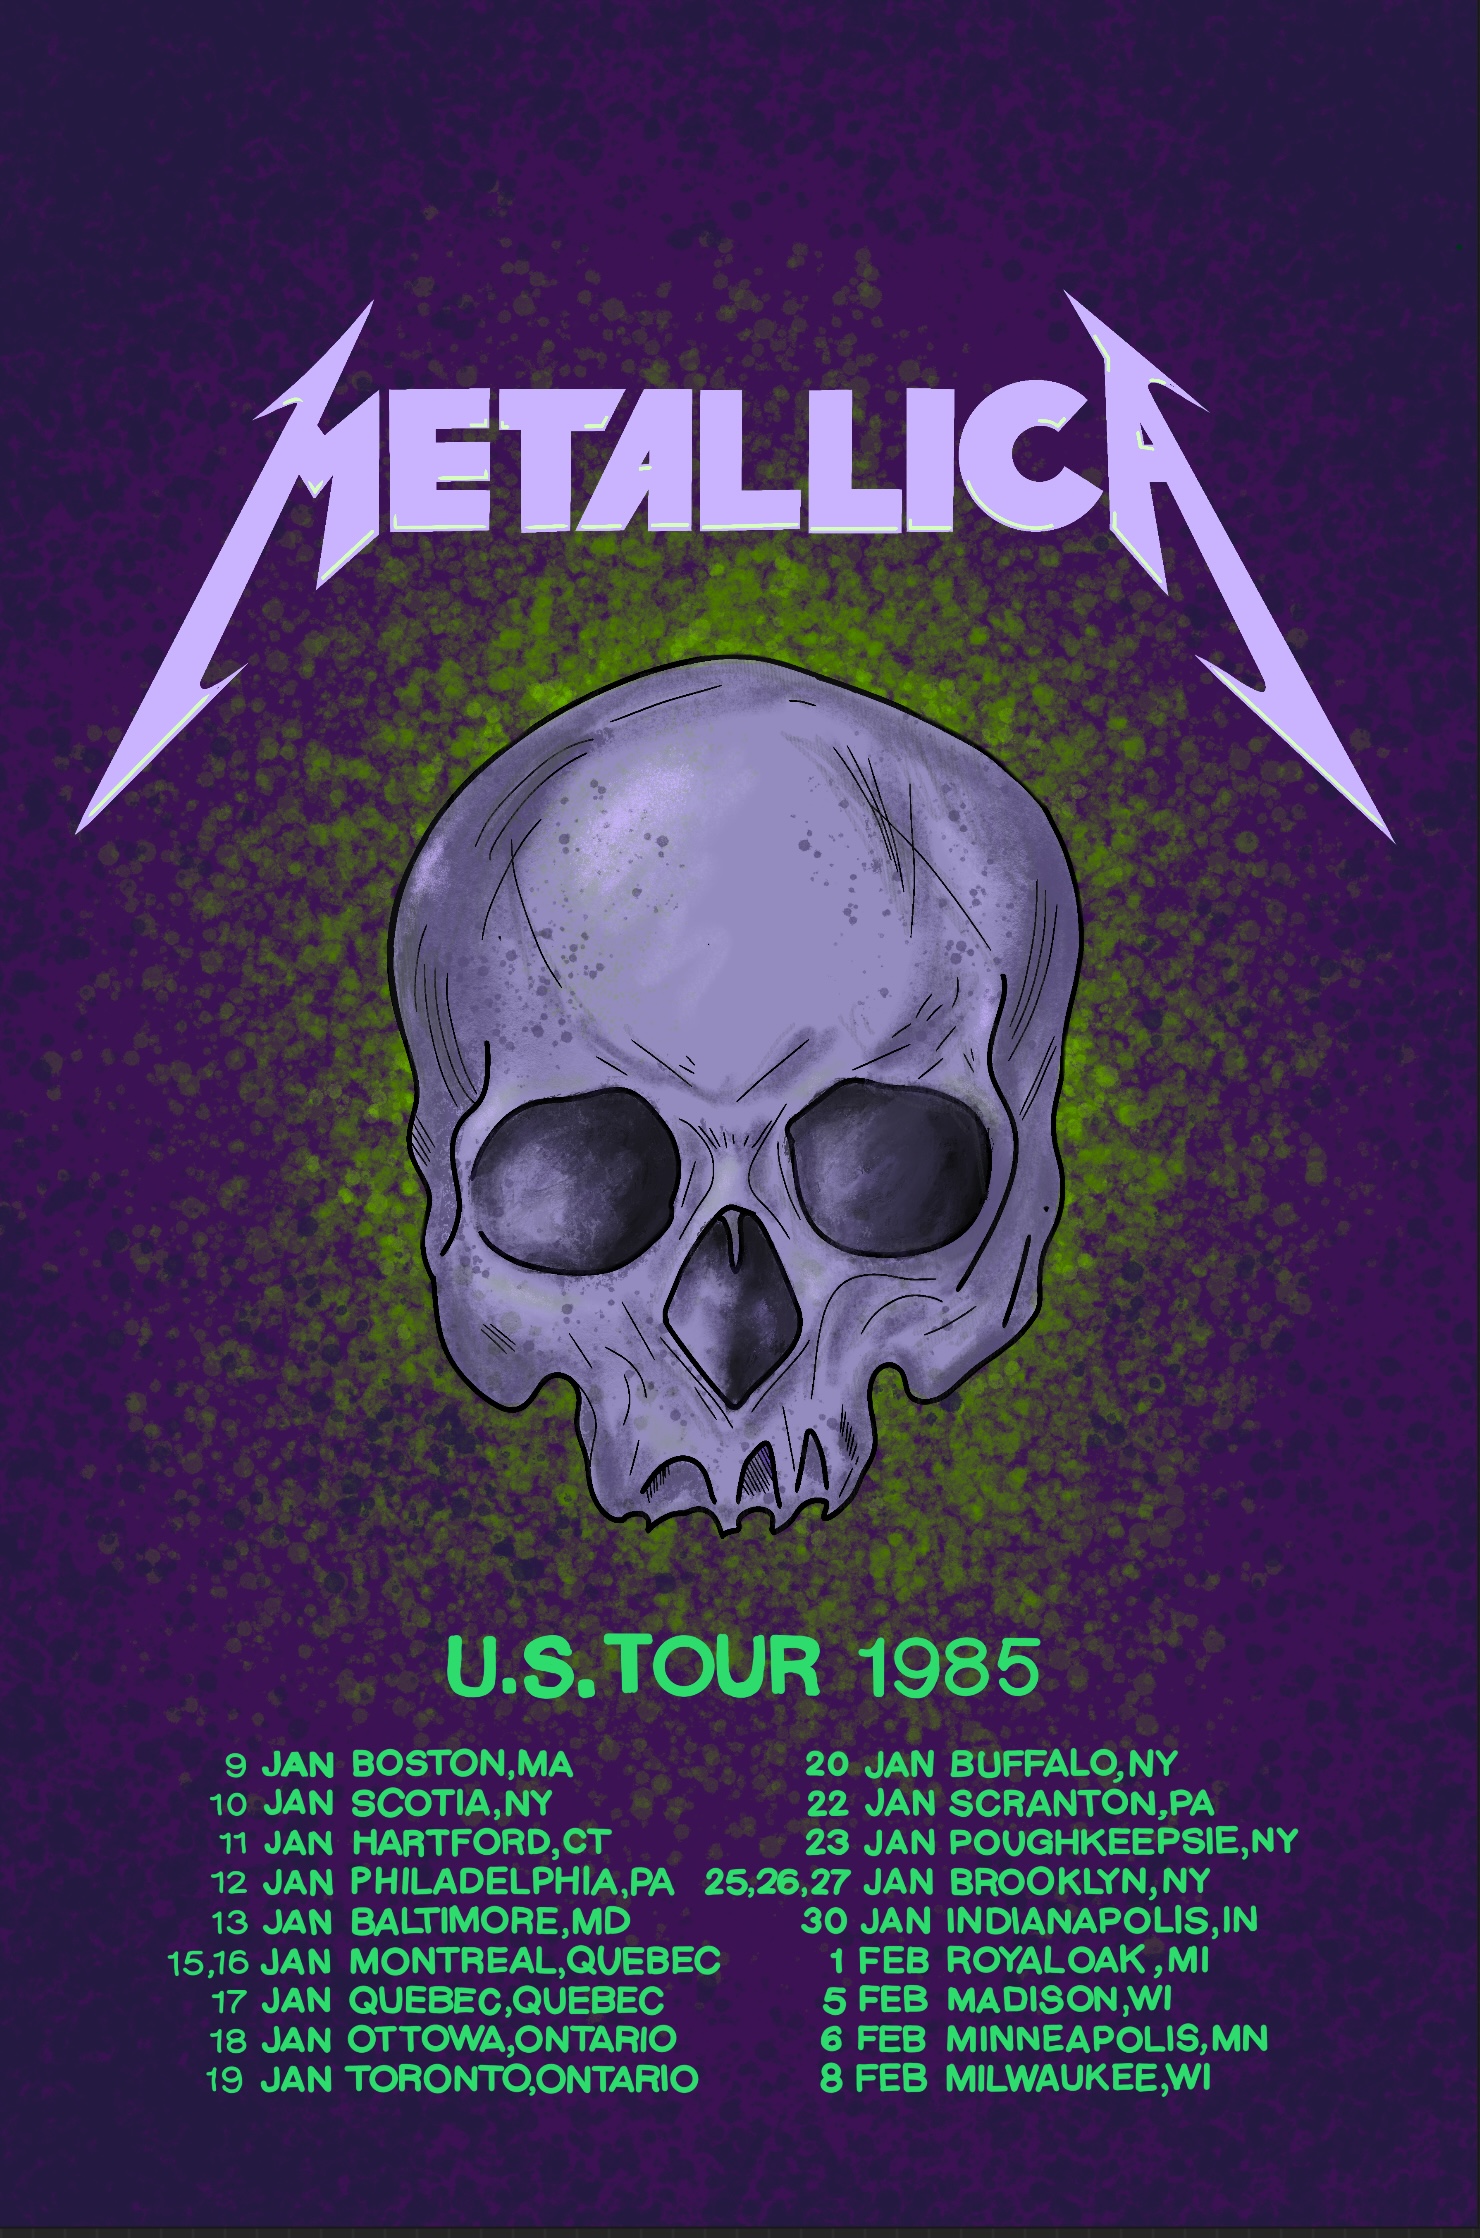 METALLICA
U.S. TOUR 1985
9 JAN BOSTON,MA
10 JAN SCOTIA,NY
11 JAN HARTFORD,CT
12 JAN PHILADELPHIA,PA
13 JAN BALTIMORE,MD
15,16 JAN MONTREAL,QUEBEC
17 JAN QUEBEC,QUEBEC
18 JAN OTTOWA,ONTARIO
19 JAN TORONTO,ONTARIO
20 JAN BUFFALO,NY
22 JAN SCRANTON,PA
23 JAN POUGHKEEPSIE,NY
25,26,27 JAN BROOKLYN,NY
30 JAN INDIANAPOLIS,IN
1 FEB ROYALOAK,MI
5 FEB MADISON,WI
6 FEB MINNEAPOLIS,MN
8 FEB MILWAUKEE,WI